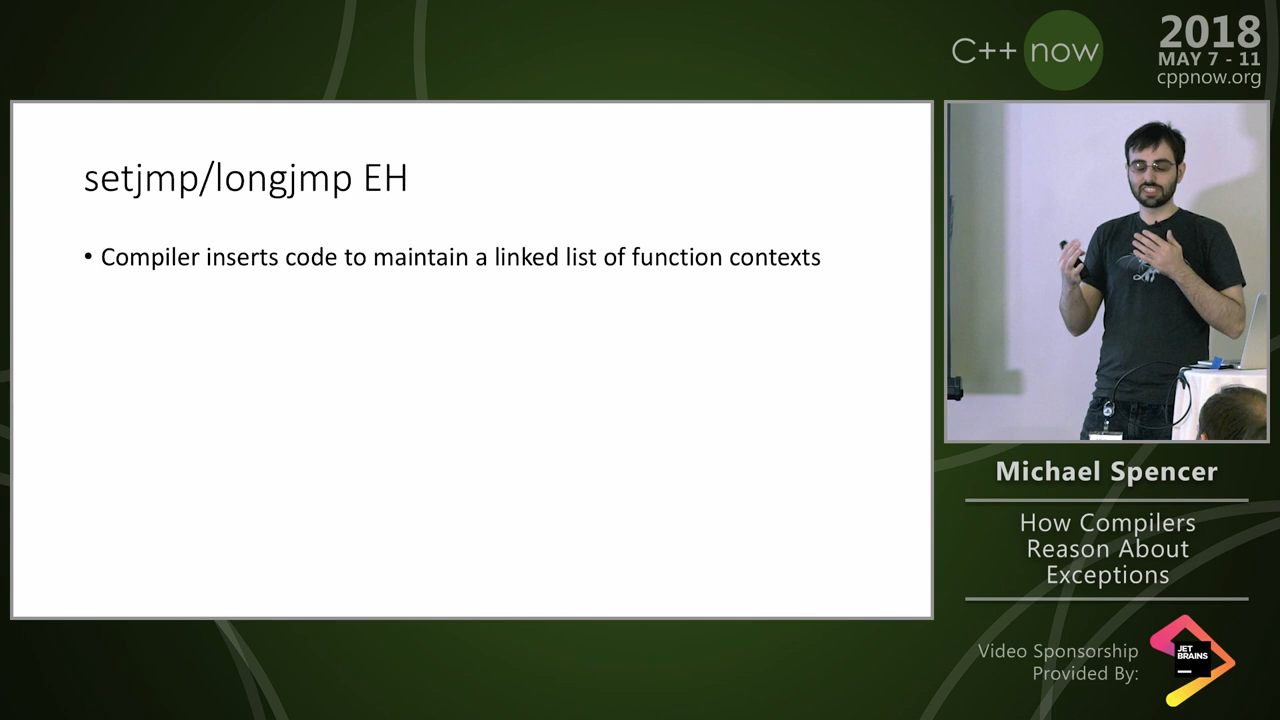 C++ now
2018
MAY 7 - 11
cppnow.org
setjmp/longjmp EH
• Compiler inserts code to maintain a linked list of function contexts
Michael Spencer
How Compilers
Reason About
Exceptions
Video Sponsorship
Provided By:
JET
BRAINS